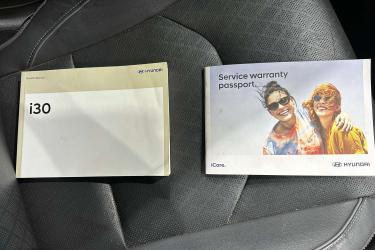 HYUNDAI
i30
Service warranty
passport.
iCare.
HYUNDAI